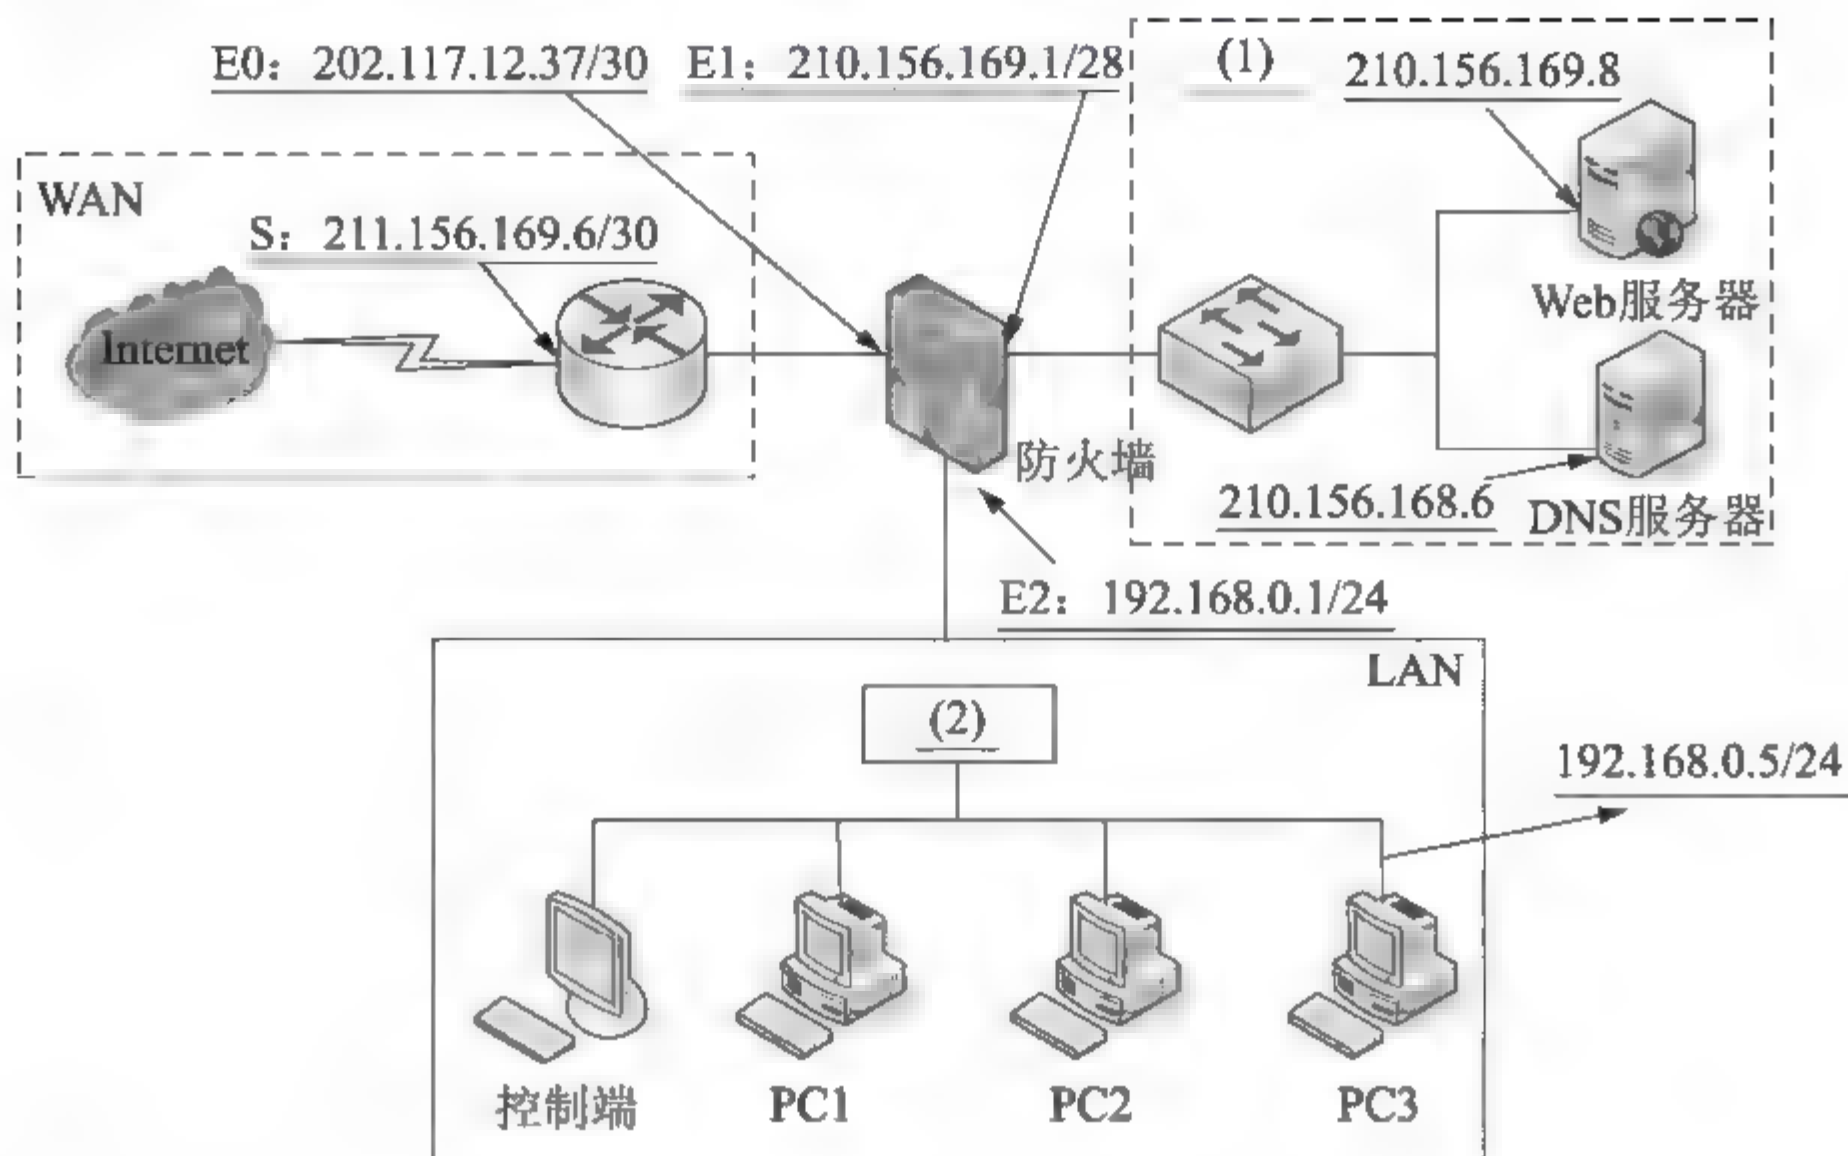 E0：202.117.12.37/30
E1：210.156.169.1/28
(1)
210.156.169.8
WAN
S：211.156.169.6/30
Internet
Web服务器
防火墙
210.156.168.6
DNS服务器
E2：192.168.0.1/24
LAN
(2)
192.168.0.5/24
控制端
PC1
PC2
PC3